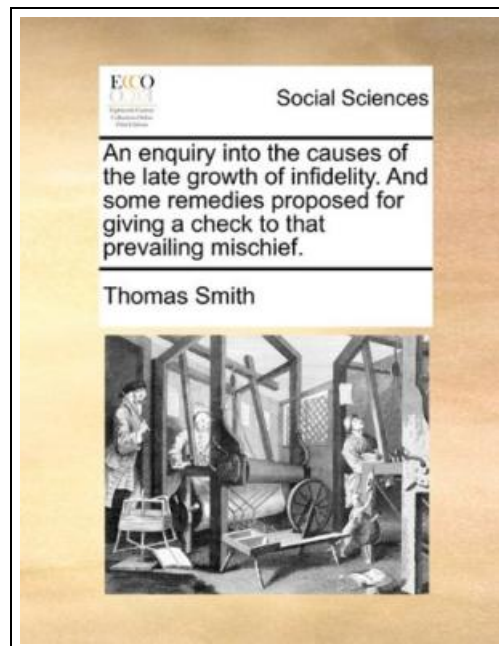 ECCO
Social Sciences
An enquiry into the causes of
the late growth of infidelity. And
some remedies proposed for
giving a check to that
prevailing mischief.
Thomas Smith